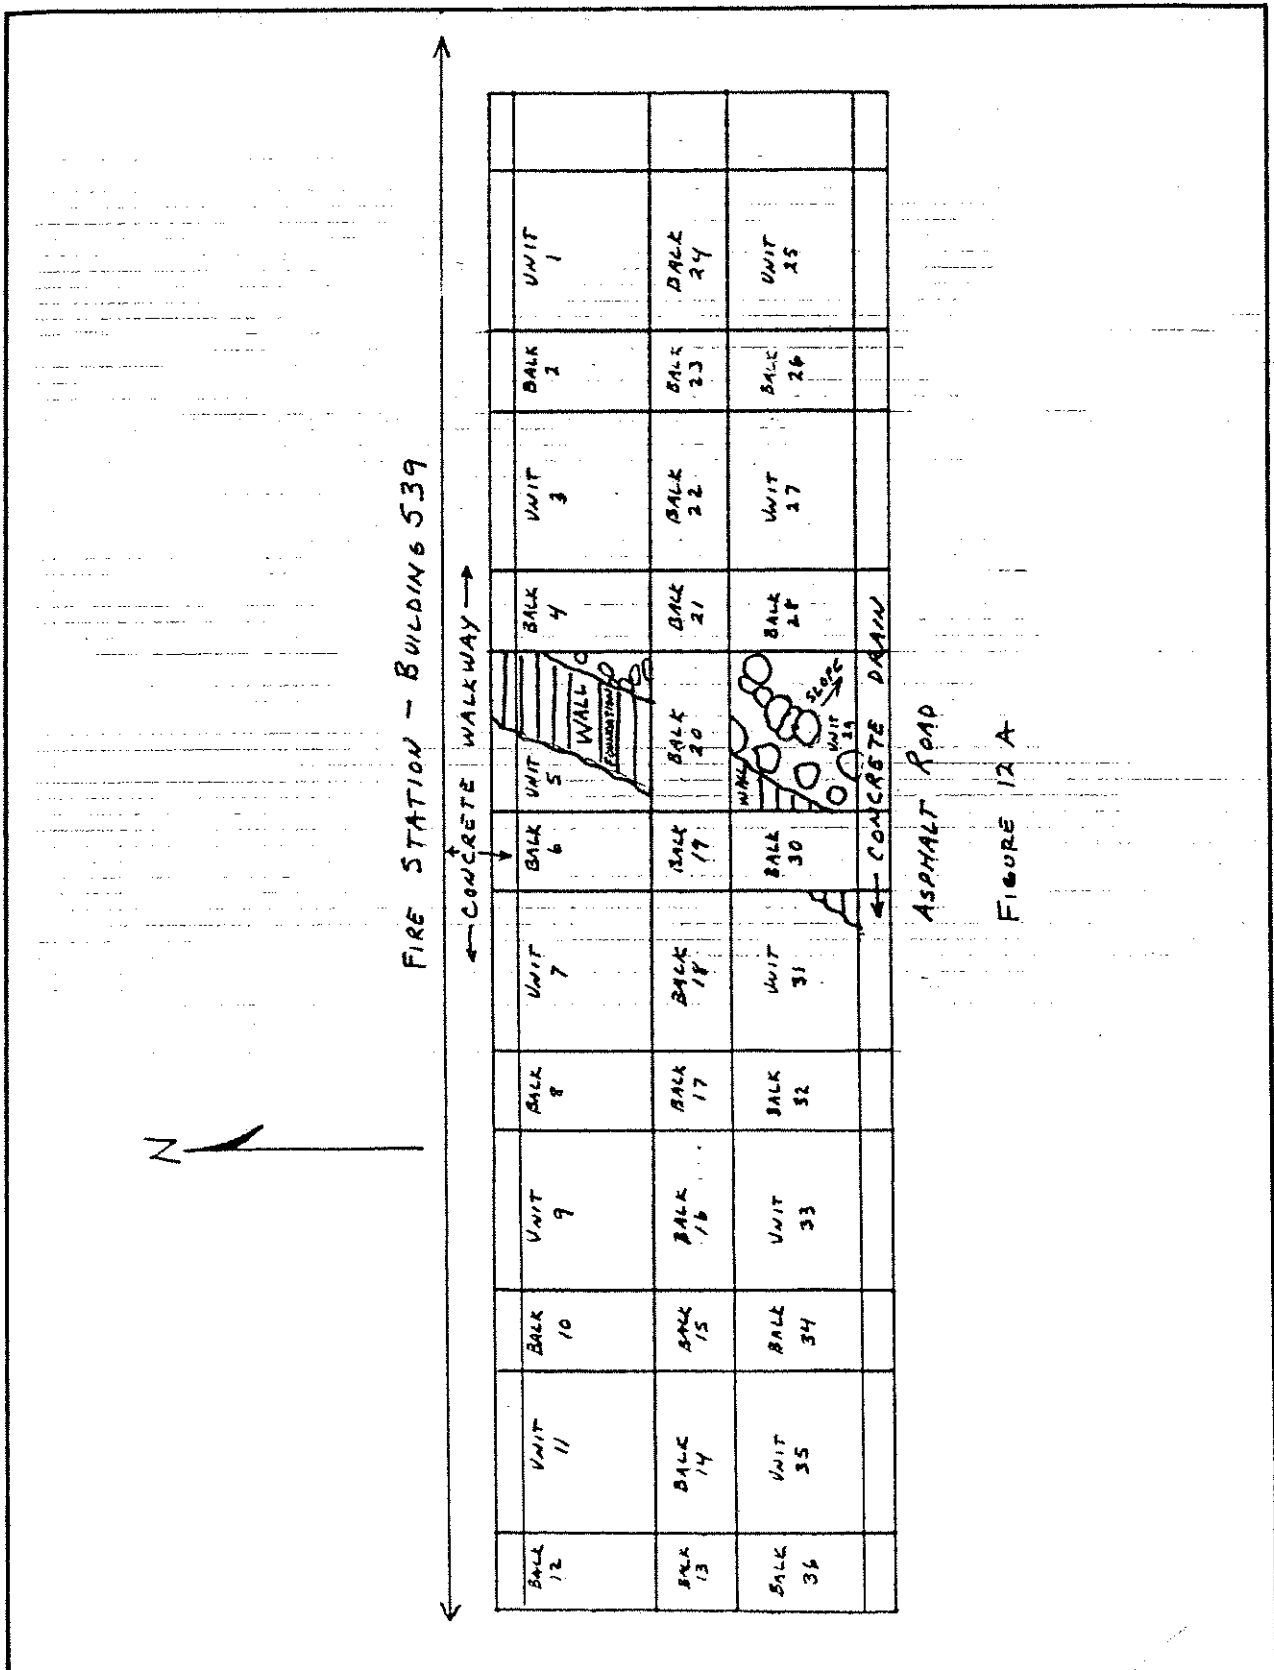 N
FIRE STATION - BUILDING 539
← CONCRETE WALKWAY →
BALK
12
UNIT
11
BALK
10
UNIT
9
BALK
8
UNIT
7
BALK
6
UNIT
5
WALL
FOUNDATION
BALK
4
UNIT
3
BALK
2
UNIT
1
BALK
13
BALK
14
BALK
15
BALK
16
BALK
17
BALK
18
BALK
19
BALK
20
BALK
21
BALK
22
BALK
23
BALK
24
BALK
36
UNIT
35
BALK
34
UNIT
33
BALK
32
UNIT
31
BALK
30
WALL
UNIT
29
SLOPE
BALK
28
UNIT
27
BALK
26
UNIT
25
← CONCRETE DRAIN
ASPHALT ROAD
FIGURE 12 A